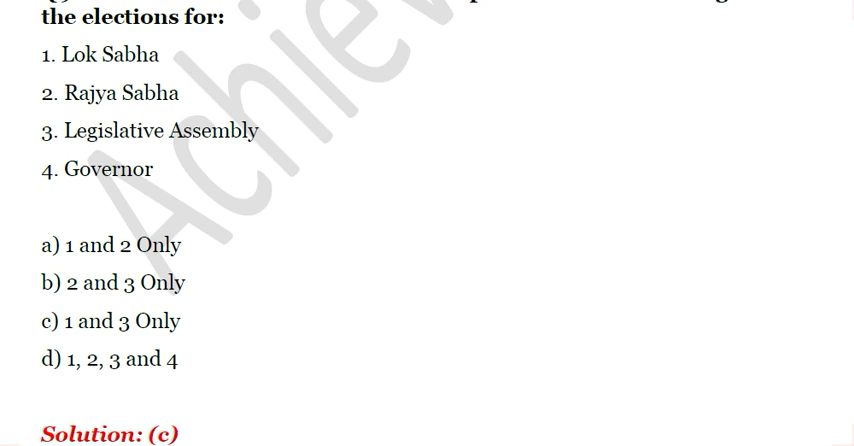 the elections for:
1. Lok Sabha
2. Rajya Sabha
3. Legislative Assembly
4. Governor
a) 1 and 2 Only
b) 2 and 3 Only
c) 1 and 3 Only
d) 1, 2, 3 and 4
Solution: (c)